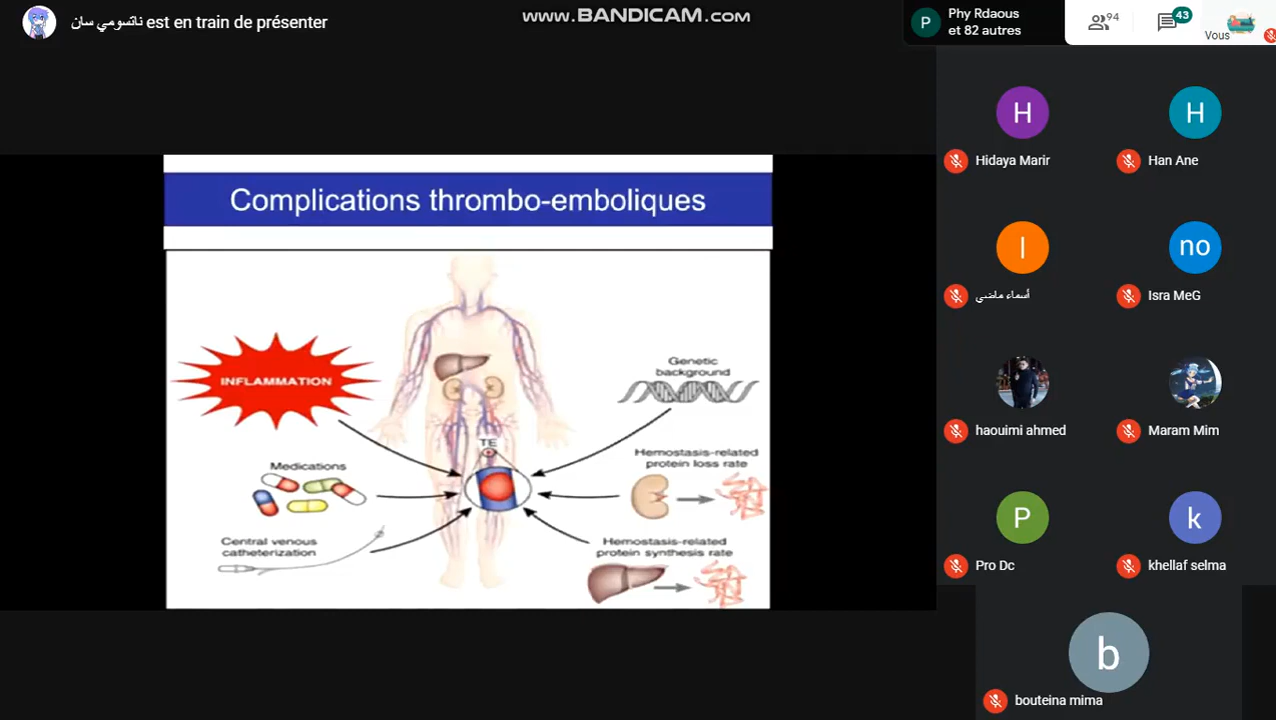 ناتسومي سان est en train de présenter
www.BANDICAM.com
P
Phy Rdaous
et 82 autres
94
43
Vous
Complications thrombo-emboliques
INFLAMMATION
Genetic
background
TE
Medications
Hemostasis-related
protein loss rate
Central venous
catheterization
Hemostasis-related
protein synthesis rate
H
Hidaya Marir
H
Han Ane
I
أسماء ماضي
no
Isra MeG
haouimi ahmed
Maram Mim
P
Pro Dc
k
khellaf selma
b
bouteina mima